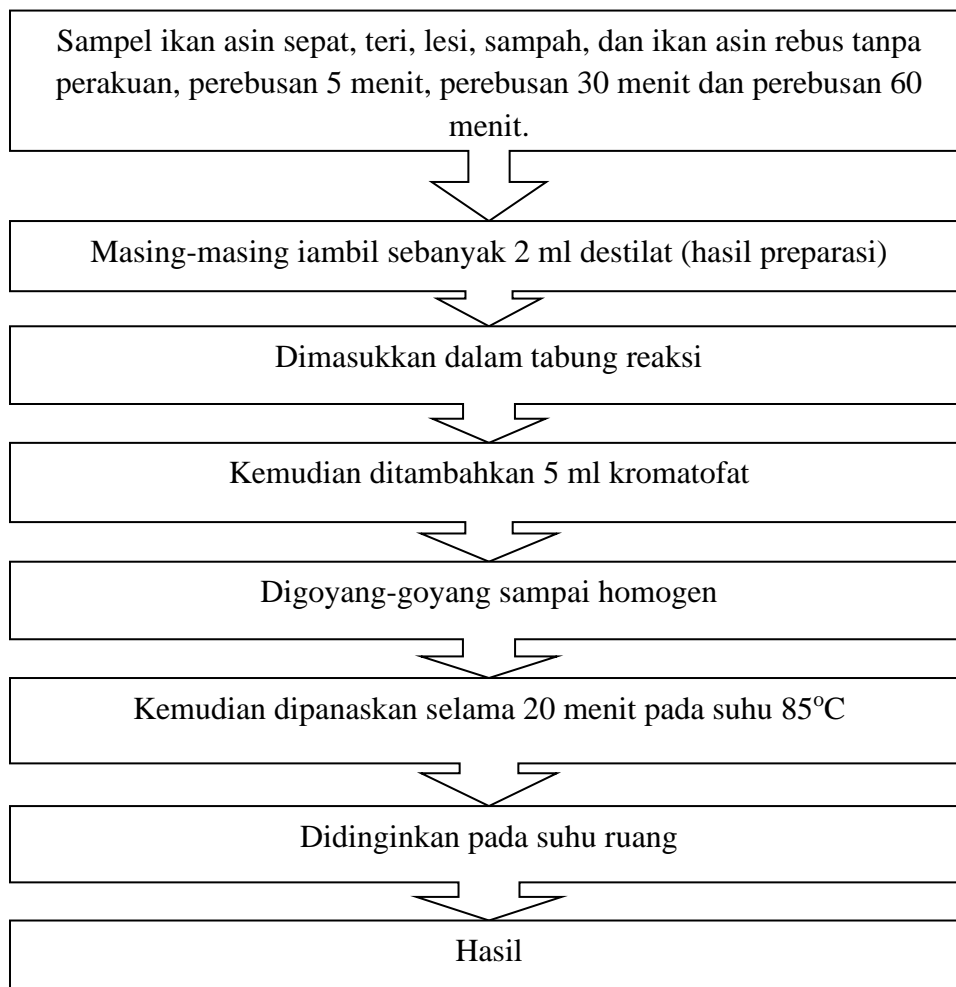 Sampel ikan asin sepat, teri, lesi, sampah, dan ikan asin rebus tanpa
perakuan, perebusan 5 menit, perebusan 30 menit dan perebusan 60
menit.
Masing-masing iambil sebanyak 2 ml destilat (hasil preparasi)
Dimasukkan dalam tabung reaksi
Kemudian ditambahkan 5 ml kromatofat
Digoyang-goyang sampai homogen
Kemudian dipanaskan selama 20 menit pada suhu 85°C
Didinginkan pada suhu ruang
Hasil